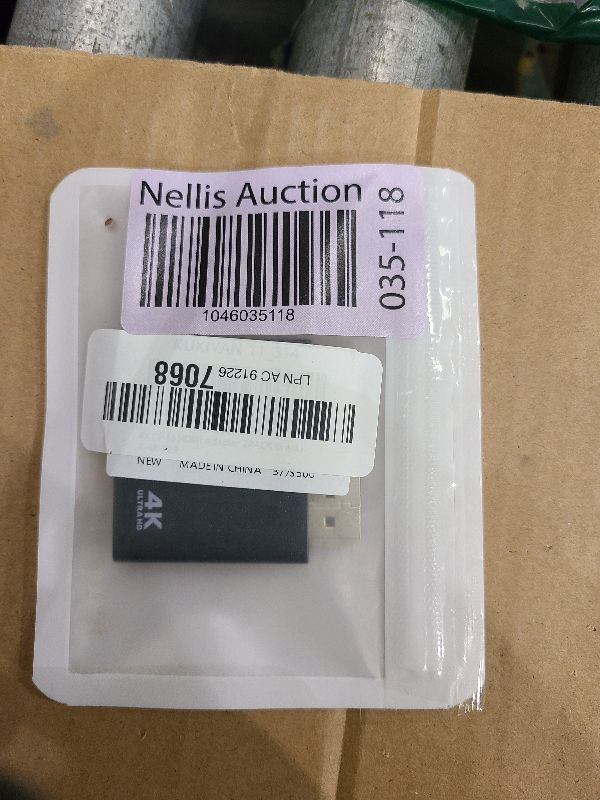 Nellis Auction
035-118
1046035118
LPN AC 91226 7068
NEW MADE IN CHINA
4K
ULTRA HD